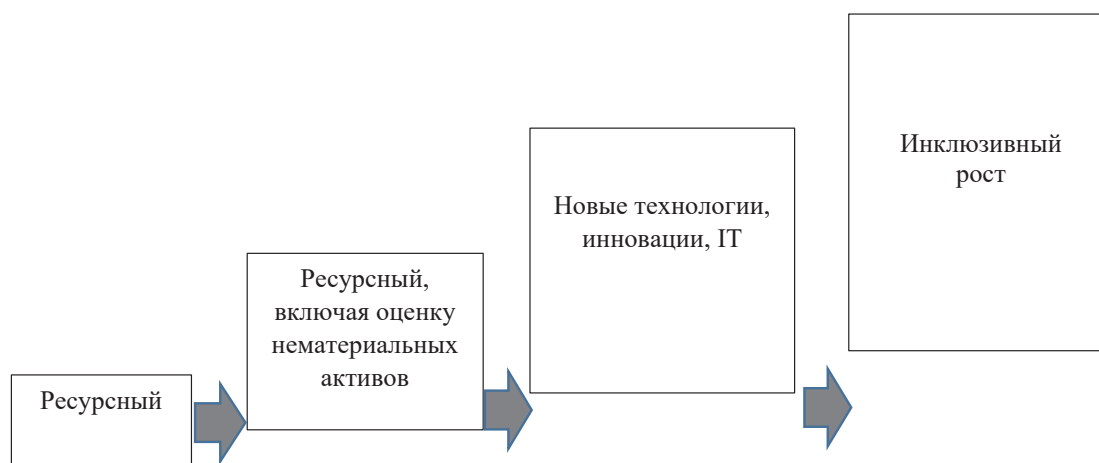 Ресурсный
Ресурсный,
включая оценку
нематериальных
активов
Новые технологии,
инновации, IT
Инклюзивный
рост